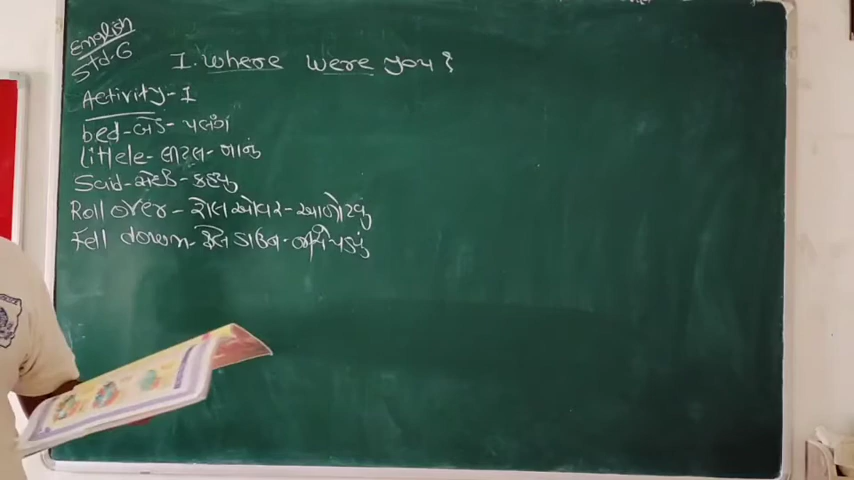 English
Std.6
1. Where were you?
Activity-1
bed-બેડ- પલંગ
Littele-લીટલ-નાનું
Said-સેઈડ-કહ્યું
Roll over-રોલ ઓવર-આળોટવું
Fell down-ફેલ ડાઉન-નીચે પડવું